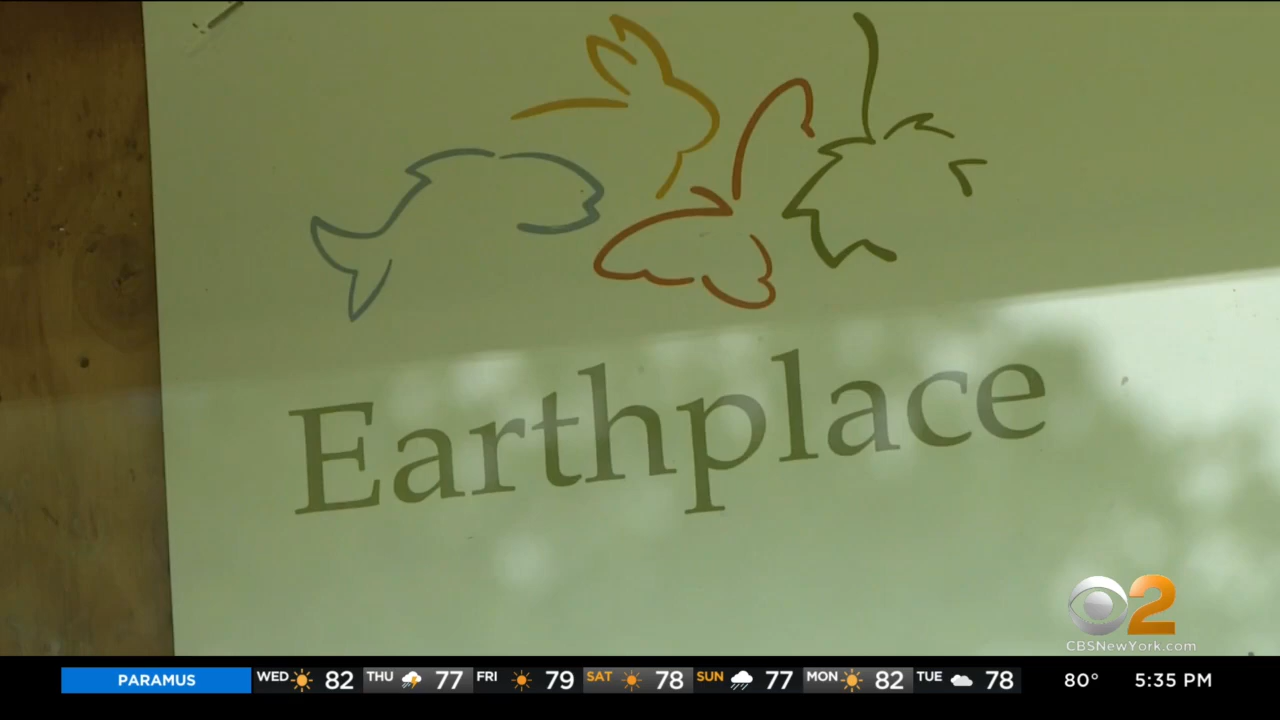 Earthplace
2
CBSNewYork.com
PARAMUS WED 82 THU 77 FRI 79 SAT 78 SUN 77 MON 82 TUE 78 80° 5:35 PM